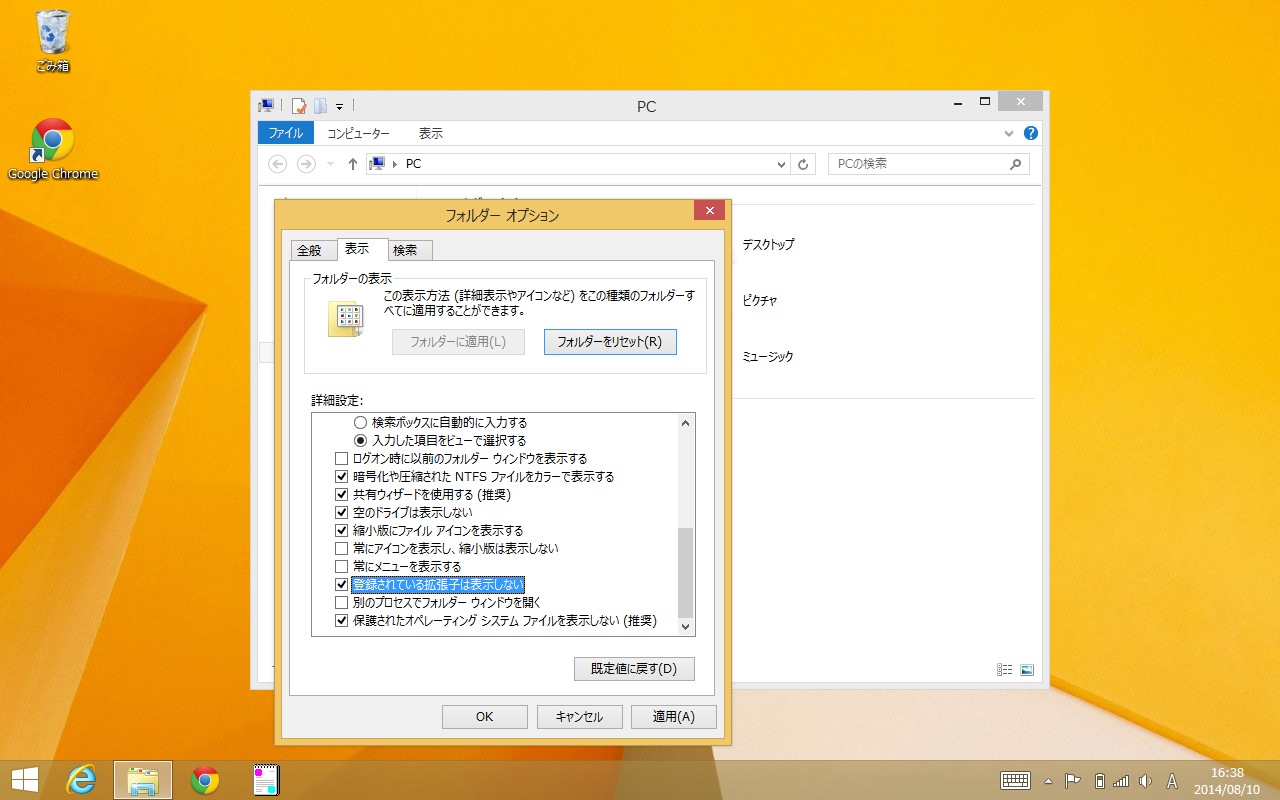 ごみ箱
Google Chrome
PC
ファイル
コンピューター
表示
PC
PCの検索
フォルダー オプション
全般
表示
検索
フォルダーの表示
この表示方法 (詳細表示やアイコンなど) をこの種類のフォルダーす
べてに適用することができます。
フォルダーに適用(L)
フォルダーをリセット(R)
詳細設定:
検索ボックスに自動的に入力する
入力した項目をビューで選択する
ログオン時に以前のフォルダー ウィンドウを表示する
暗号化や圧縮された NTFS ファイルをカラーで表示する
共有ウィザードを使用する (推奨)
空のドライブは表示しない
縮小版にファイル アイコンを表示する
常にアイコンを表示し、縮小版は表示しない
常にメニューを表示する
登録されている拡張子は表示しない
別のプロセスでフォルダー ウィンドウを開く
保護されたオペレーティング システム ファイルを表示しない (推奨)
既定値に戻す(D)
OK
キャンセル
適用(A)
デスクトップ
ピクチャ
ミュージック
A
16:38
2014/08/10